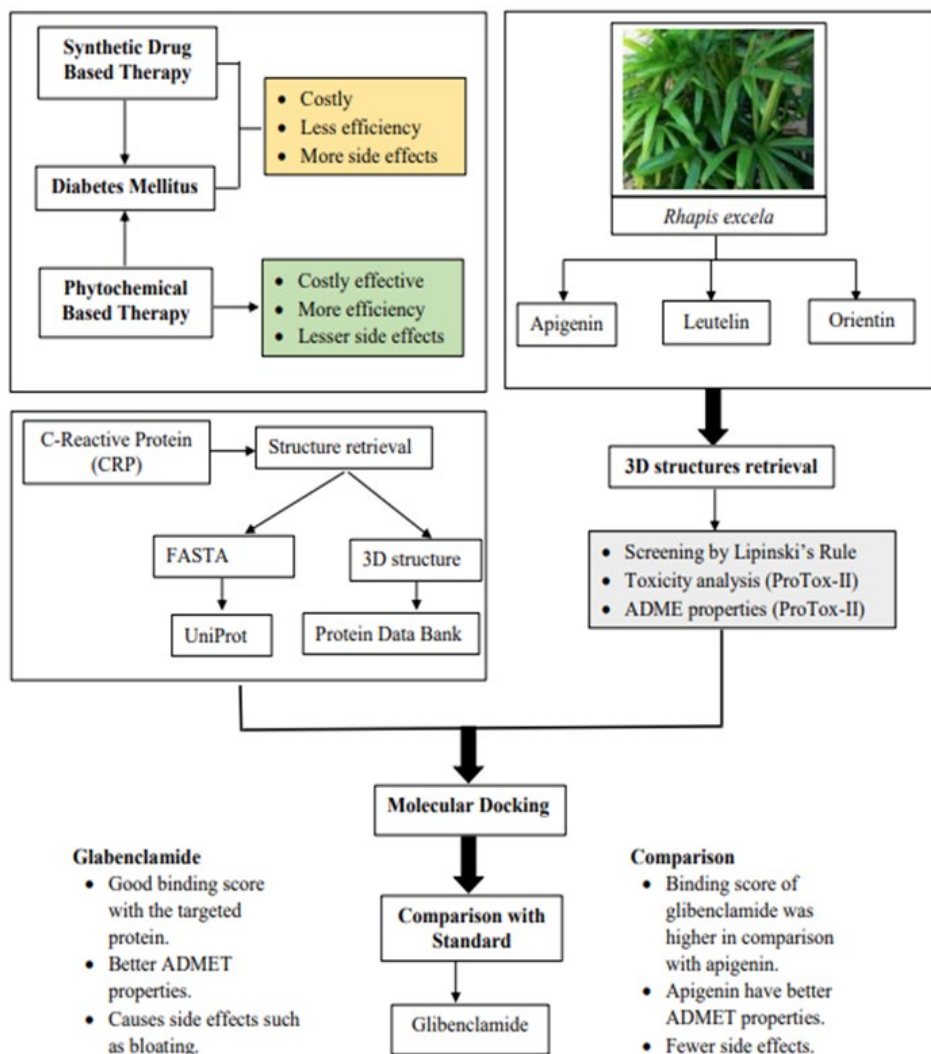 Synthetic Drug
Based Therapy
Diabetes Mellitus
Phytochemical
Based Therapy
• Costly
• Less efficiency
• More side effects
• Costly effective
• More efficiency
• Lesser side effects
Rhapis excela
Apigenin
Leutelin
Orientin
C-Reactive Protein
(CRP)
Structure retrieval
FASTA
3D structure
UniProt
Protein Data Bank
3D structures retrieval
• Screening by Lipinski's Rule
• Toxicity analysis (ProTox-II)
• ADME properties (ProTox-II)
Molecular Docking
Comparison with
Standard
Glibenclamide
Glabenclamide
• Good binding score
with the targeted
protein.
• Better ADMET
properties.
• Causes side effects such
as bloating.
Comparison
• Binding score of
glibenclamide was
higher in comparison
with apigenin.
• Apigenin have better
ADMET properties.
• Fewer side effects.